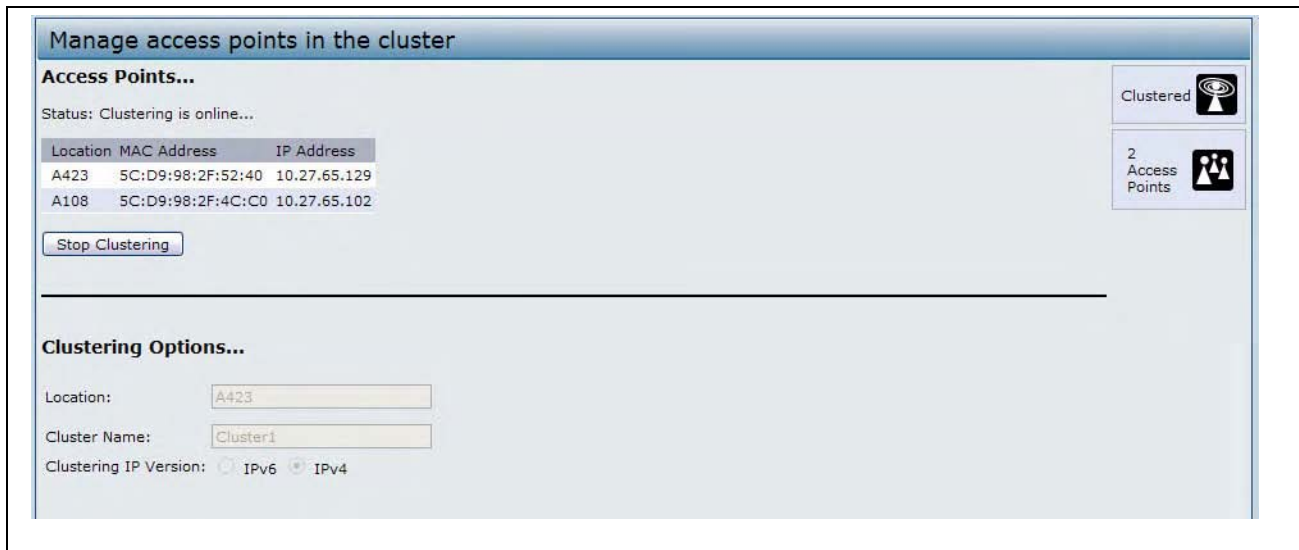 Manage access points in the cluster
Access Points...
Clustered
Status: Clustering is online...
Location MAC Address IP Address
A423 5C:D9:98:2F:52:40 10.27.65.129
A108 5C:D9:98:2F:4C:C0 10.27.65.102
2
Access
Points
Stop Clustering
Clustering Options...
Location: A423
Cluster Name: Cluster1
Clustering IP Version: IPv6 IPv4